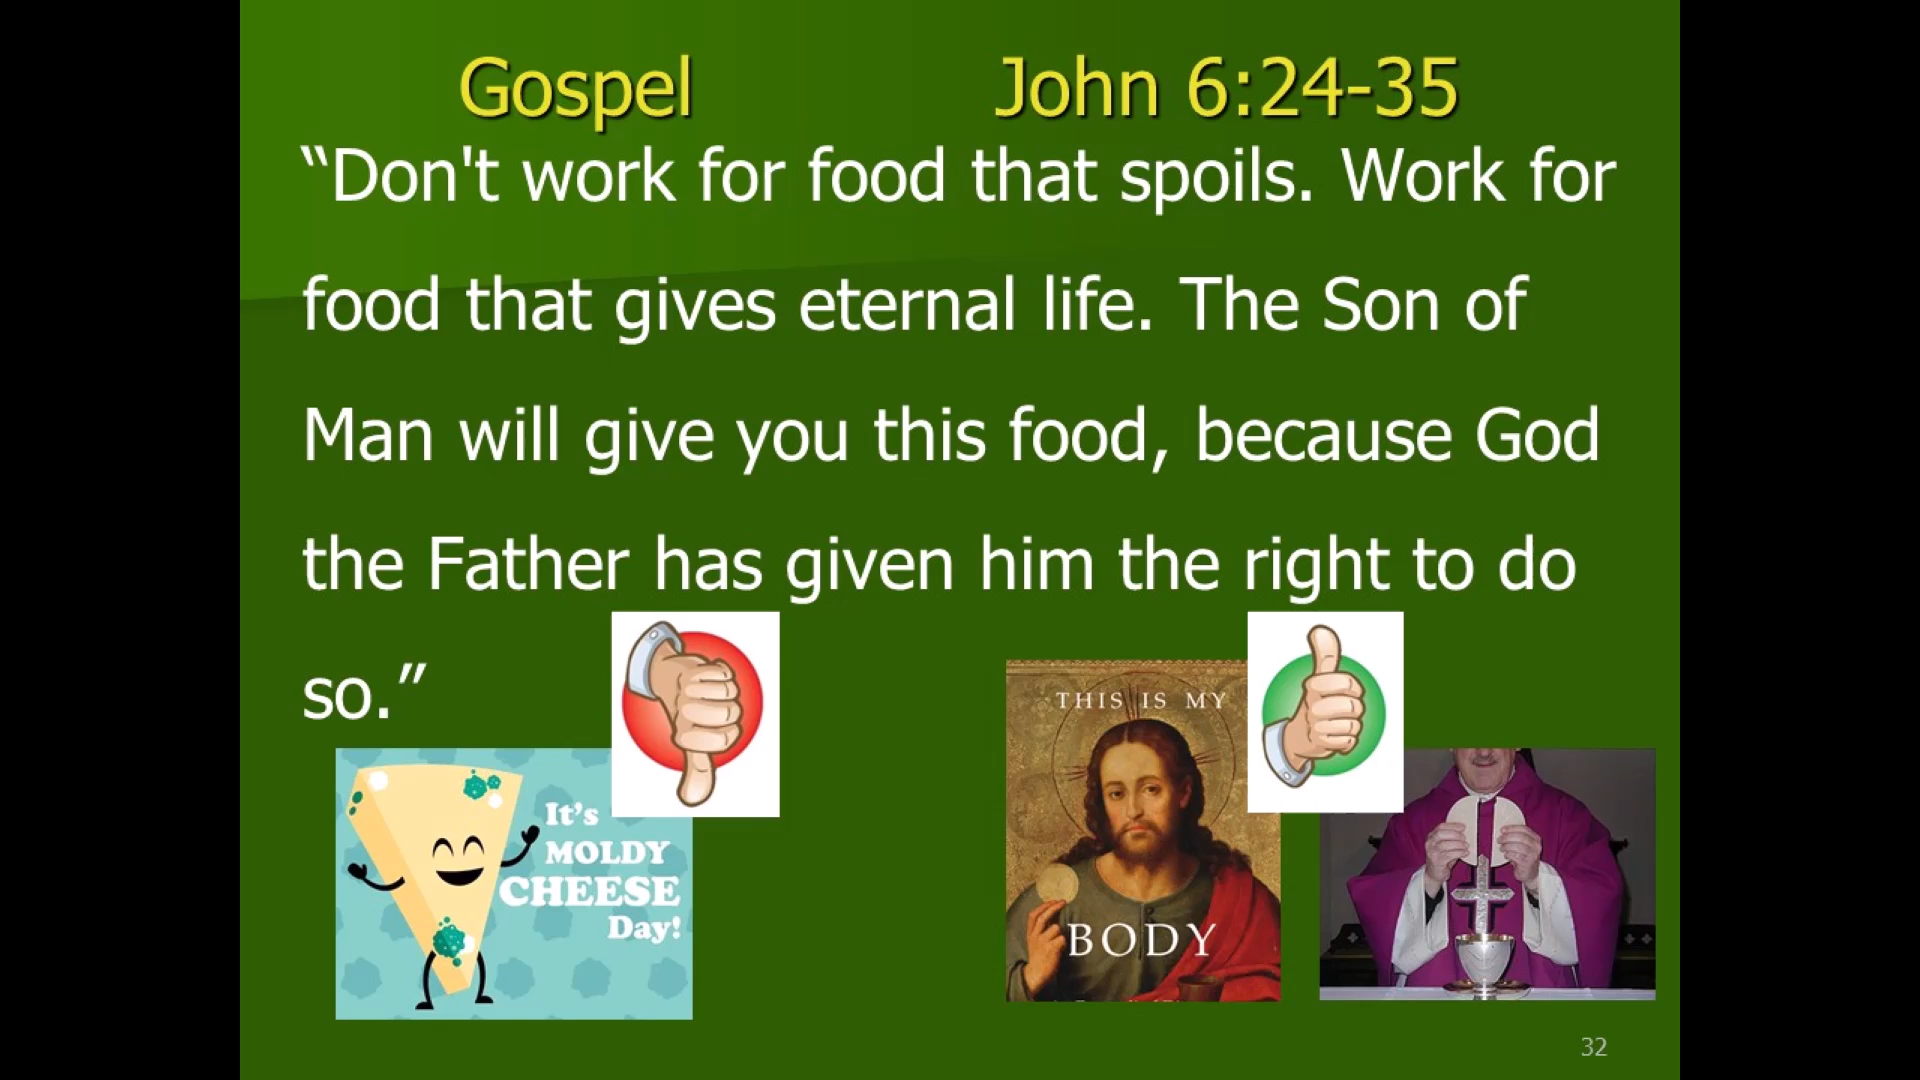 Gospel John 6:24-35
“Don't work for food that spoils. Work for
food that gives eternal life. The Son of
Man will give you this food, because God
the Father has given him the right to do
so.”
It's
MOLDY
CHEESE
Day!
THIS IS MY
BODY
32